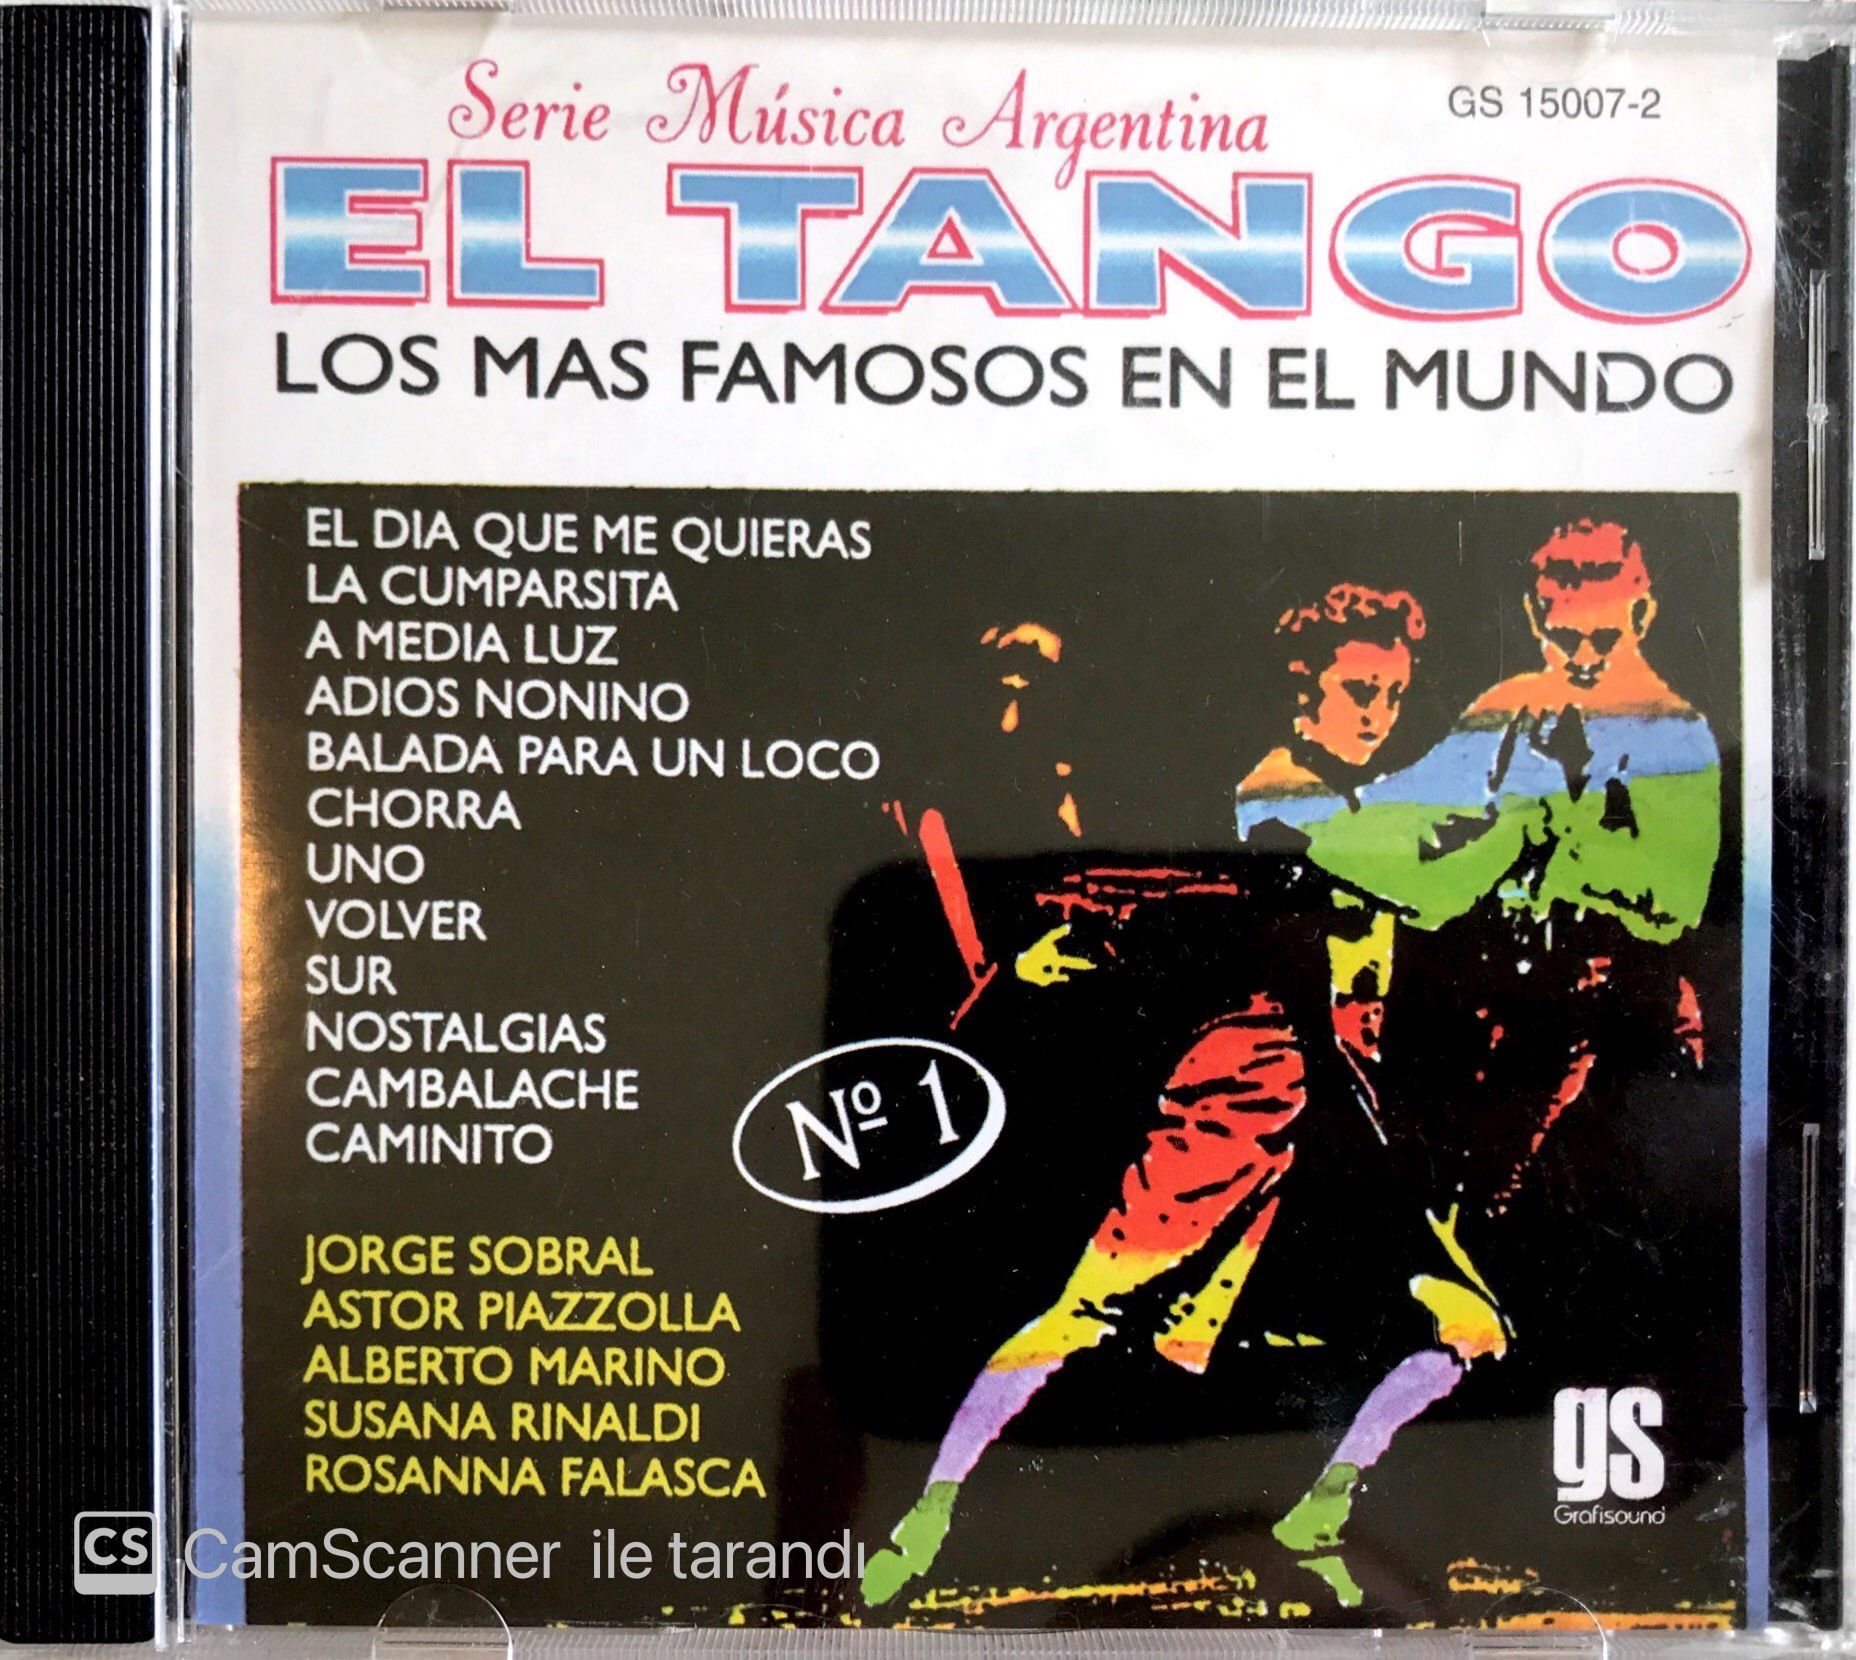 Serie Música Argentina
GS 15007-2
EL TANGO
LOS MAS FAMOSOS EN EL MUNDO
EL DIA QUE ME QUIERAS
LA CUMPARSITA
A MEDIA LUZ
ADIOS NONINO
BALADA PARA UN LOCO
CHORRA
UNO
VOLVER
SUR
NOSTALGIAS
CAMBALACHE
CAMINITO
Nº 1
JORGE SOBRAL
ASTOR PIAZZOLLA
ALBERTO MARINO
SUSANA RINALDI
ROSANNA FALASCA
gs
Grafisound
CS CamScanner ile tarandı